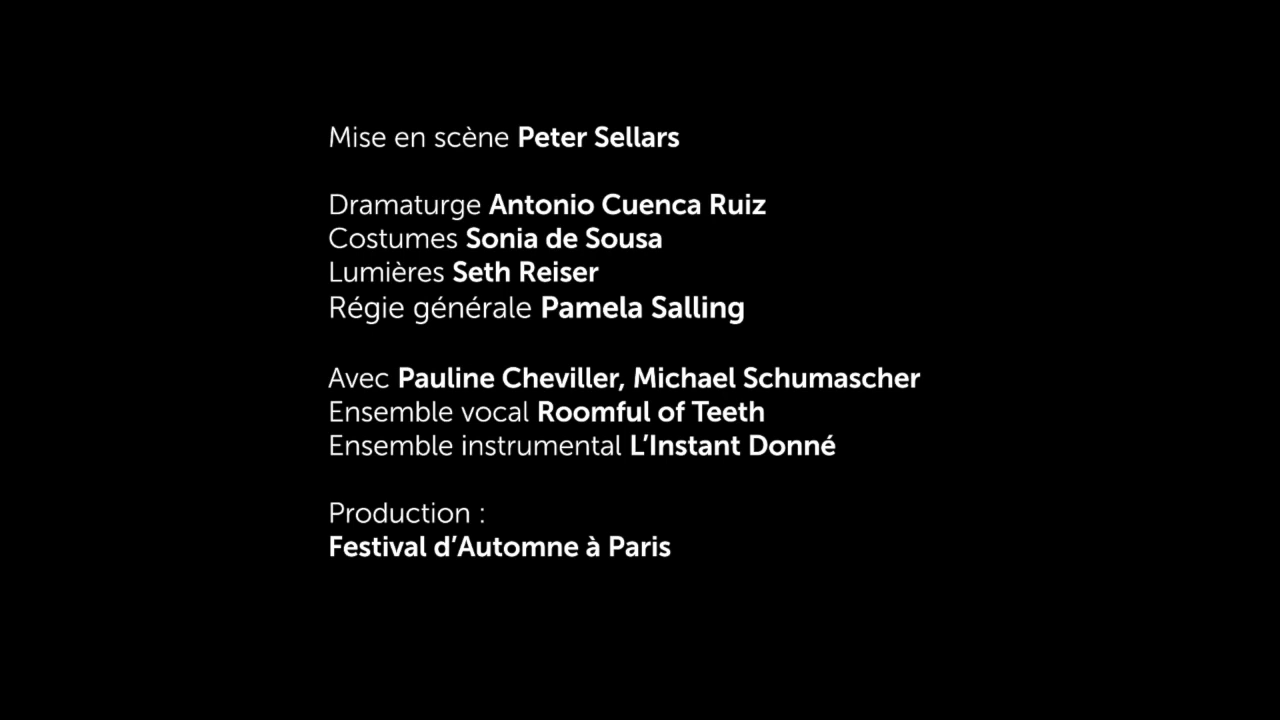 Mise en scène Peter Sellars
Dramaturge Antonio Cuenca Ruiz
Costumes Sonia de Sousa
Lumières Seth Reiser
Régie générale Pamela Salling
Avec Pauline Cheviller, Michael Schumascher
Ensemble vocal Roomful of Teeth
Ensemble instrumental L’Instant Donné
Production :
Festival d’Automne à Paris